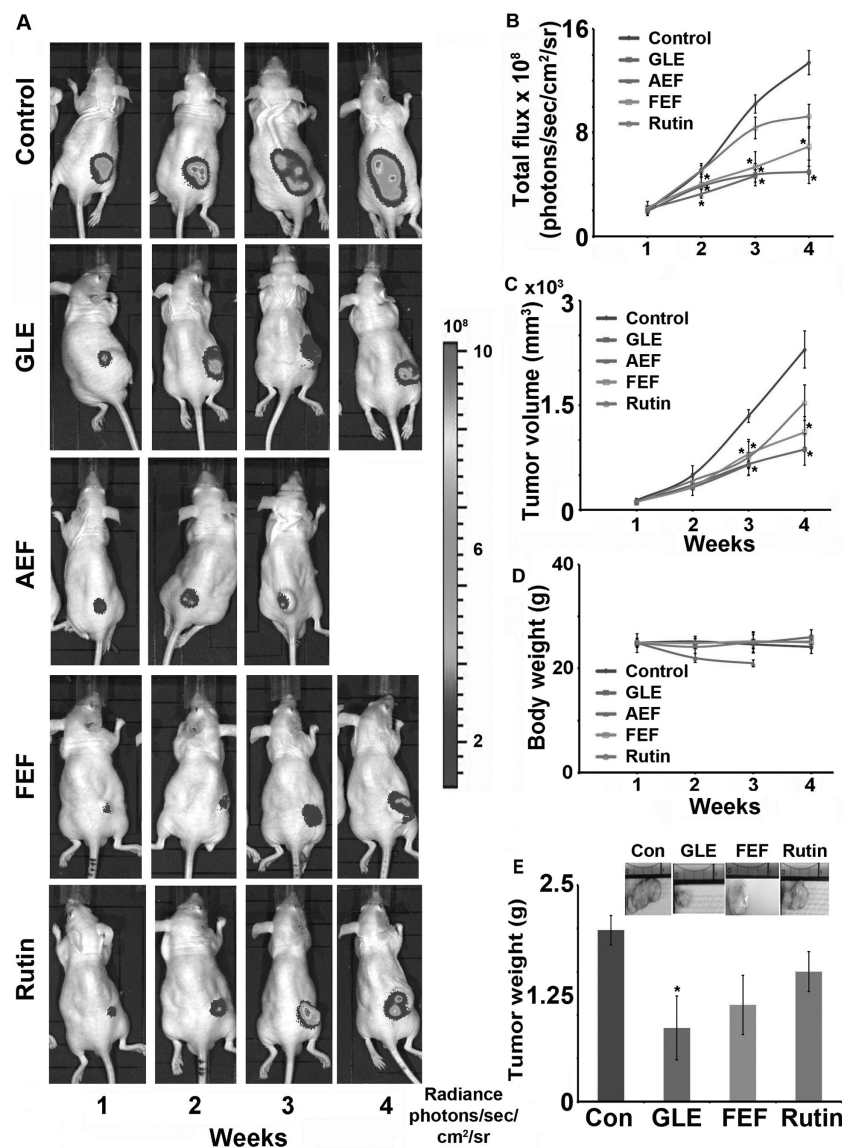 A
Control
GLE
AEF
FEF
Rutin
1 2 3 4
Weeks
Radiance
photons/sec/
cm²/sr
10⁸
10
6
2
B
Total flux x 10⁸
(photons/sec/cm²/sr)
16
8
0
Control
GLE
AEF
FEF
Rutin
* * * * * * * *
1 2 3 4
C
Tumor volume (mm³)
x10³
3
1.5
0
Control
GLE
AEF
FEF
Rutin
* * * * *
1 2 3 4
Weeks
D
Body weight (g)
40
20
0
Control
GLE
AEF
FEF
Rutin
1 2 3 4
Weeks
E
Con GLE FEF Rutin
Tumor weight (g)
2.5
1.25
0
*
Con GLE FEF Rutin